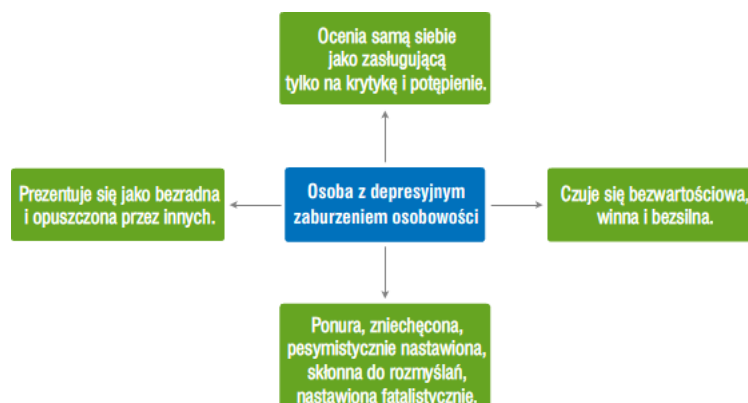 Ocenia samą siebie
jako zasługującą
tylko na krytykę i potępienie.
Prezentuje się jako bezradna
i opuszczona przez innych.
Osoba z depresyjnym
zaburzeniem osobowości
Czuje się bezwartościowa,
winna i bezsilna.
Ponura, zniechęcona,
pesymistycznie nastawiona,
skłonna do rozmyślań,
nastawiona fatalistycznie.